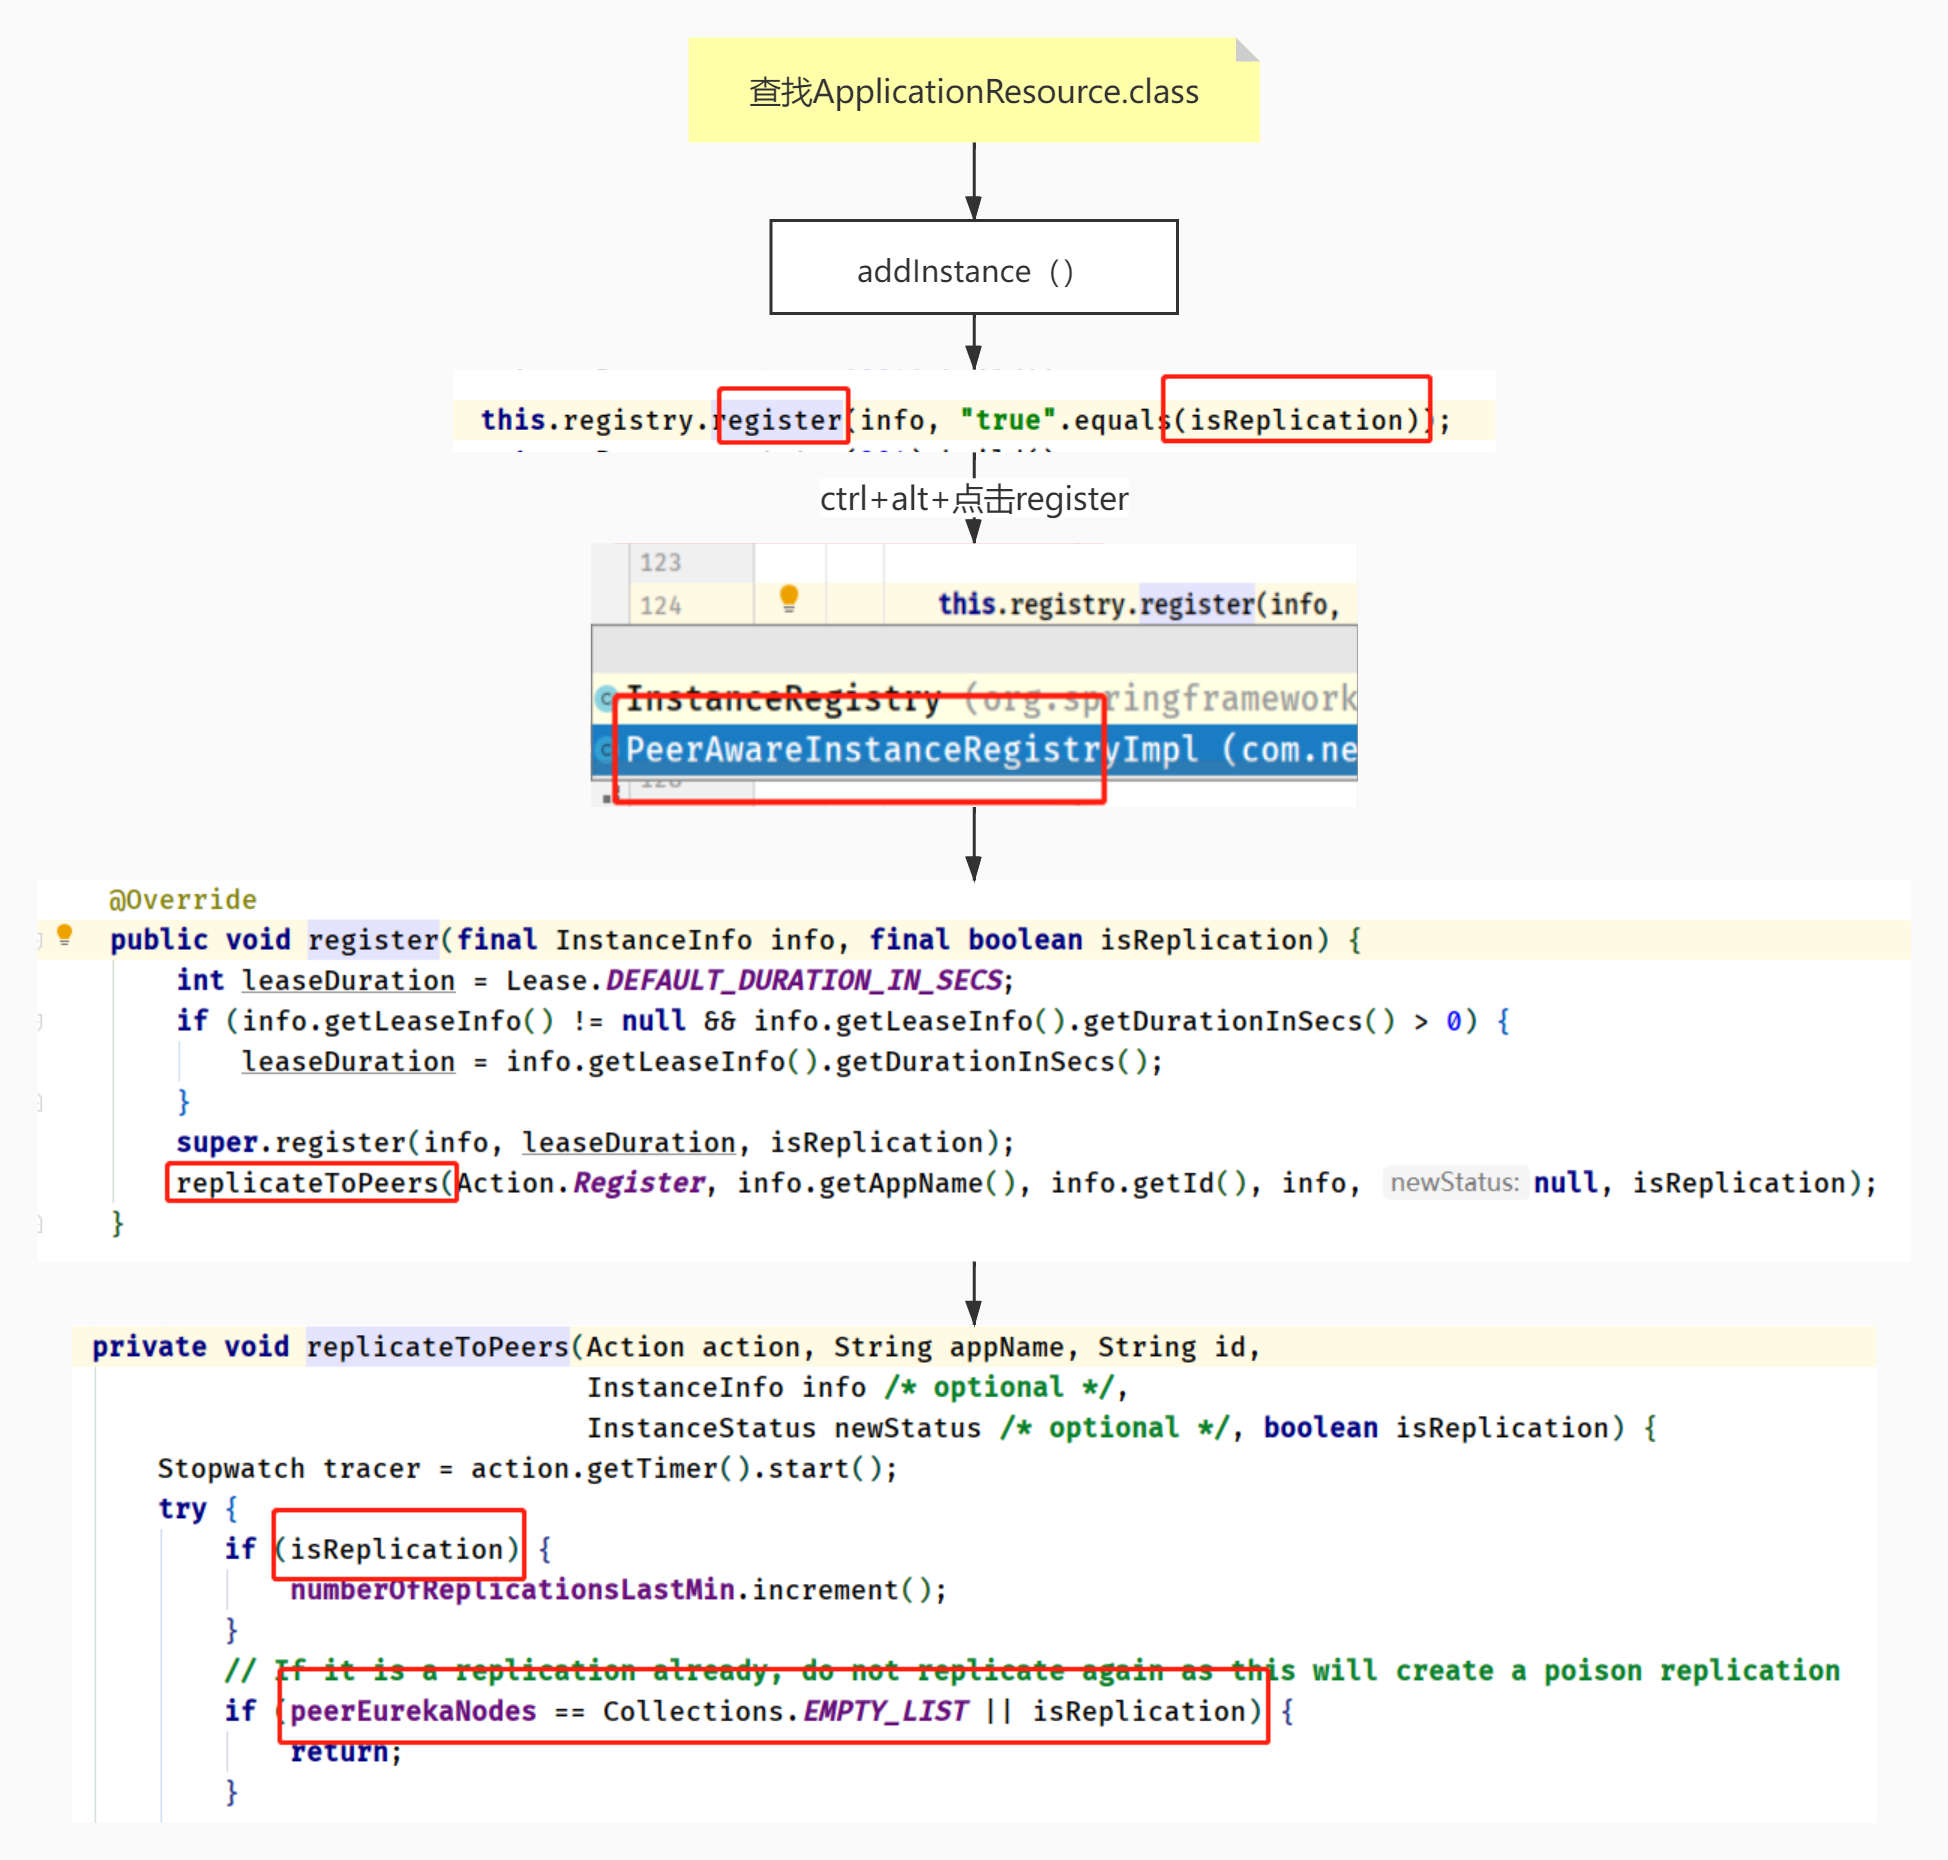 查找ApplicationResource.class
addInstance（）
this.registry.register(info, "true".equals(isReplication));
ctrl+alt+点击register
123
124 this.registry.register(info,
InstanceRegistry (org.springframework
PeerAwareInstanceRegistryImpl (com.ne
@Override
public void register(final InstanceInfo info, final boolean isReplication) {
int leaseDuration = Lease.DEFAULT_DURATION_IN_SECS;
if (info.getLeaseInfo() != null && info.getLeaseInfo().getDurationInSecs() > 0) {
leaseDuration = info.getLeaseInfo().getDurationInSecs();
}
super.register(info, leaseDuration, isReplication);
replicateToPeers(Action.Register, info.getAppName(), info.getId(), info, newStatus: null, isReplication);
}
private void replicateToPeers(Action action, String appName, String id,
InstanceInfo info /* optional */,
InstanceStatus newStatus /* optional */, boolean isReplication) {
Stopwatch tracer = action.getTimer().start();
try {
if (isReplication) {
numberOfReplicationsLastMin.increment();
}
// If it is a replication already, do not replicate again as this will create a poison replication
if (peerEurekaNodes == Collections.EMPTY_LIST || isReplication) {
return;
}